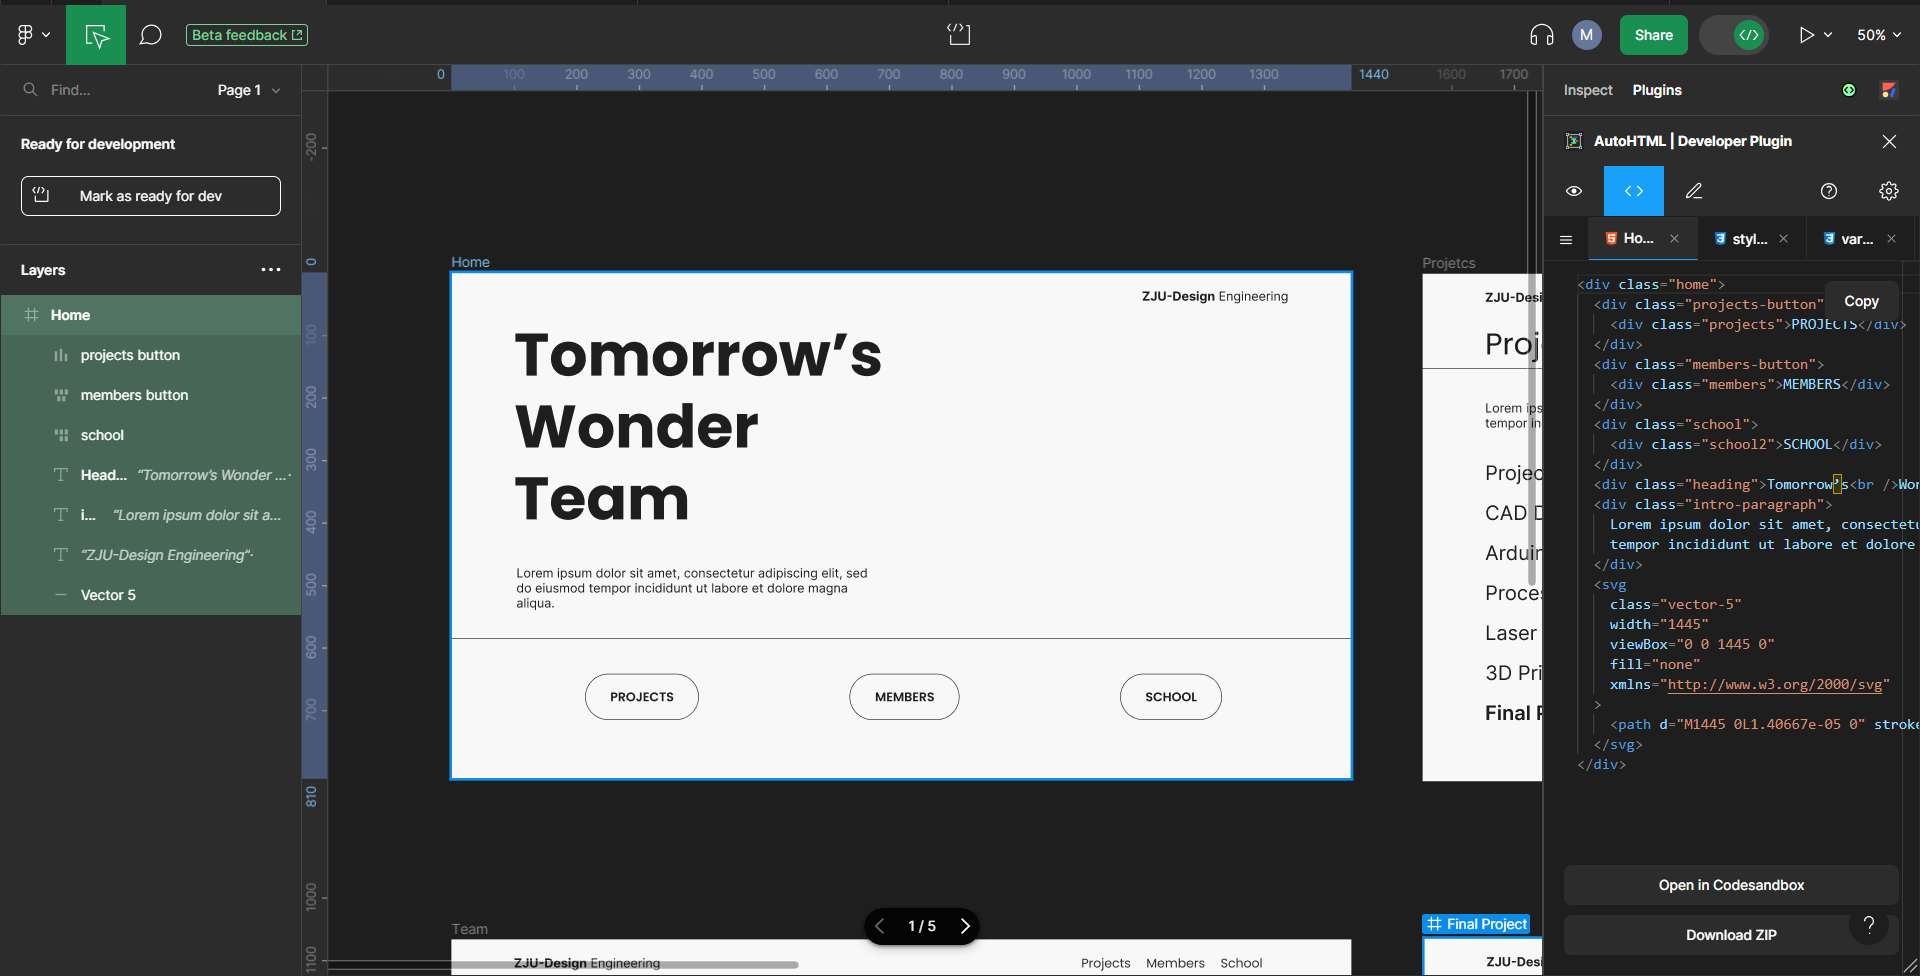 Beta feedback
M
Share
50%
Find...
Page 1
Ready for development
Mark as ready for dev
Layers
Home
projects button
members button
school
Head... “Tomorrow’s Wonder ...
i... “Lorem ipsum dolor sit a...
“ZJU-Design Engineering”
Vector 5
0 100 200 300 400 500 600 700 800 900 1000 1100 1200 1300 1440 1600 1700
-200
0
100
200
300
400
500
600
700
810
1000
1100
Home
ZJU-Design Engineering
Tomorrow’s
Wonder
Team
Lorem ipsum dolor sit amet, consectetur adipiscing elit, sed
do eiusmod tempor incididunt ut labore et dolore magna
aliqua.
PROJECTS
MEMBERS
SCHOOL
Projetcs
ZJU-Desi
Proj
Lorem ips
tempor in
Projec
CAD D
Arduin
Proces
Laser
3D Pri
Final P
Team
ZJU-Design Engineering
Projects Members School
1 / 5
Final Project
ZJU-Desi
Inspect
Plugins
AutoHTML | Developer Plugin
Ho...
styl...
var...
Copy
<div class="home">
<div class="projects-button"
<div class="projects">PROJECTS</div>
</div>
<div class="members-button">
<div class="members">MEMBERS</div>
</div>
<div class="school">
<div class="school2">SCHOOL</div>
</div>
<div class="heading">Tomorrow’s<br />Won
<div class="intro-paragraph">
Lorem ipsum dolor sit amet, consectetu
tempor incididunt ut labore et dolore
</div>
<svg
class="vector-5"
width="1445"
viewBox="0 0 1445 0"
fill="none"
xmlns="http://www.w3.org/2000/svg"
>
<path d="M1445 0L1.40667e-05 0" stroke
</svg>
</div>
Open in Codesandbox
Download ZIP
?